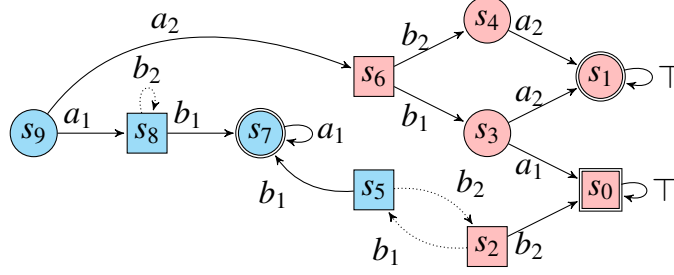 a₂ s₄ a₂
b₂
s₆ s₁ ⊤
b₂ b₁ a₂
s₉ a₁ s₈ b₁ s₇ a₁ s₃
a₁
b₁ s₅ b₂ s₀ ⊤
b₁ s₂ b₂